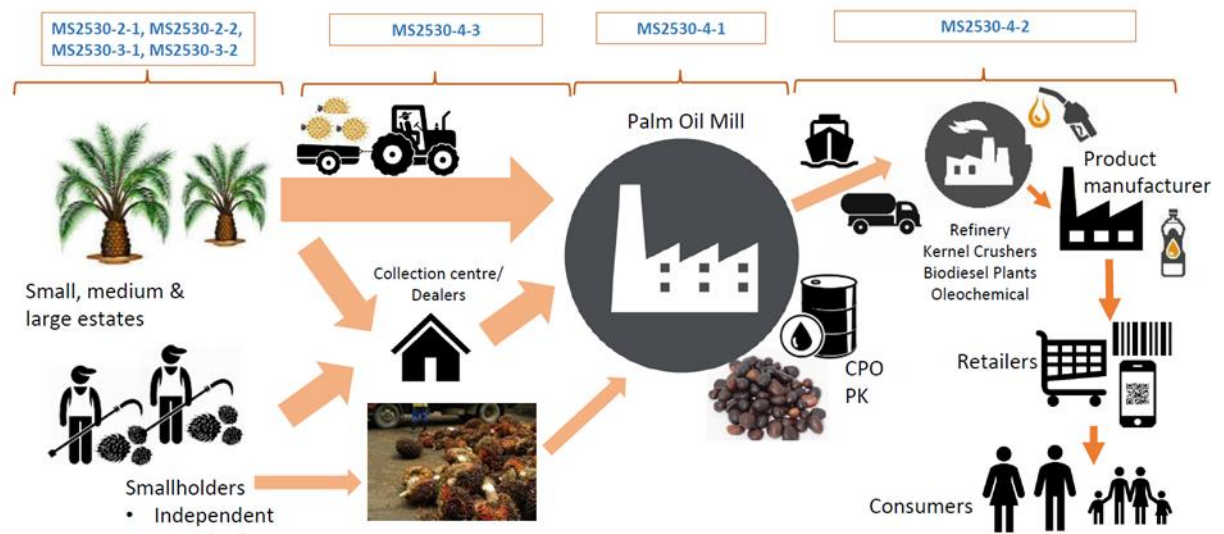 MS2530-2-1, MS2530-2-2,
MS2530-3-1, MS2530-3-2
MS2530-4-3
MS2530-4-1
MS2530-4-2
Palm Oil Mill
Product
manufacturer
Refinery
Kernel Crushers
Biodiesel Plants
Oleochemical
Collection centre/
Dealers
Small, medium &
large estates
CPO
PK
Retailers
Smallholders
• Independent
Consumers